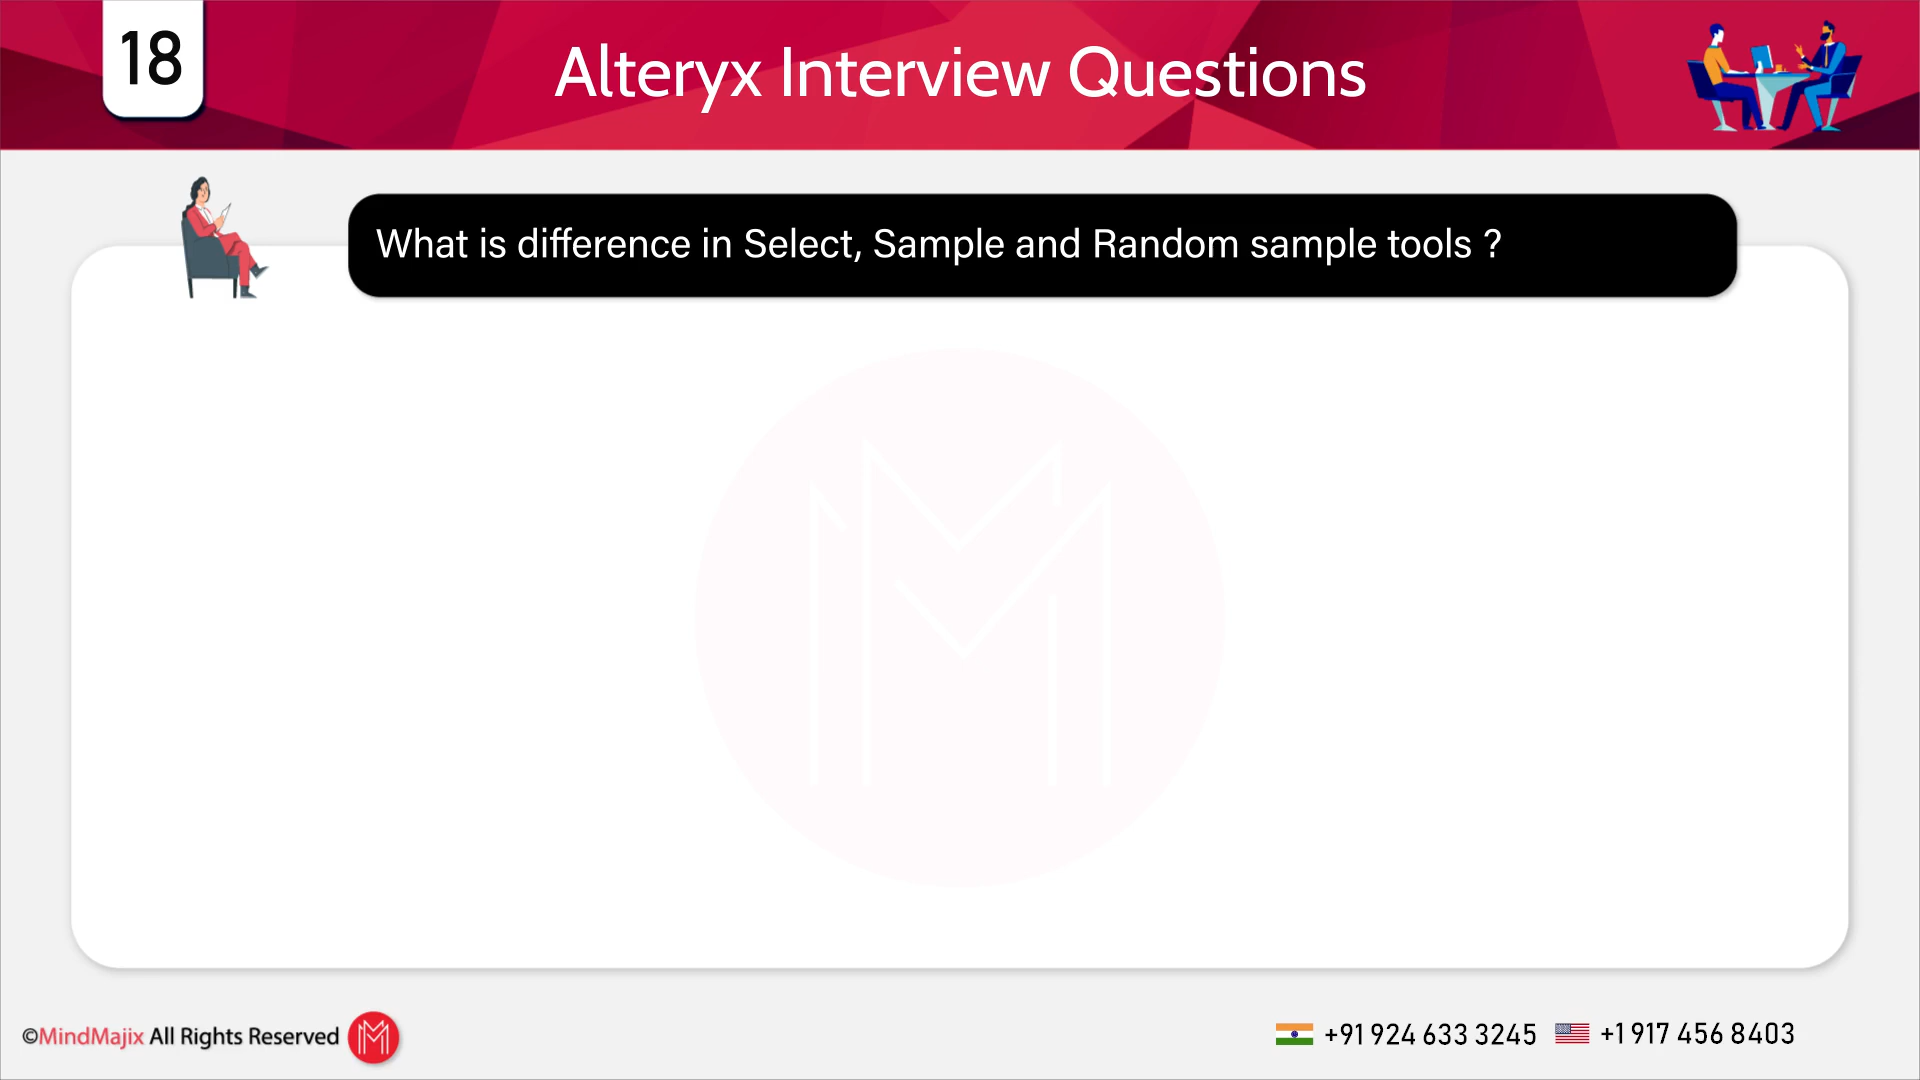 18
Alteryx Interview Questions
What is difference in Select, Sample and Random sample tools ?
©MindMajix All Rights Reserved
+91 924 633 3245
+1 917 456 8403